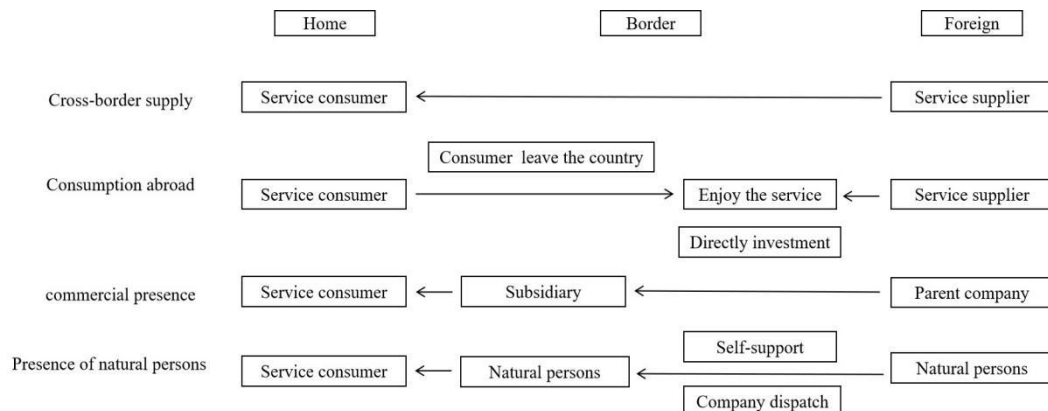 Home Border Foreign
Cross-border supply Service consumer Service supplier
Consumer leave the country
Consumption abroad Service consumer Enjoy the service Service supplier
Directly investment
commercial presence Service consumer Subsidiary Parent company
Self-support
Presence of natural persons Service consumer Natural persons Natural persons
Company dispatch